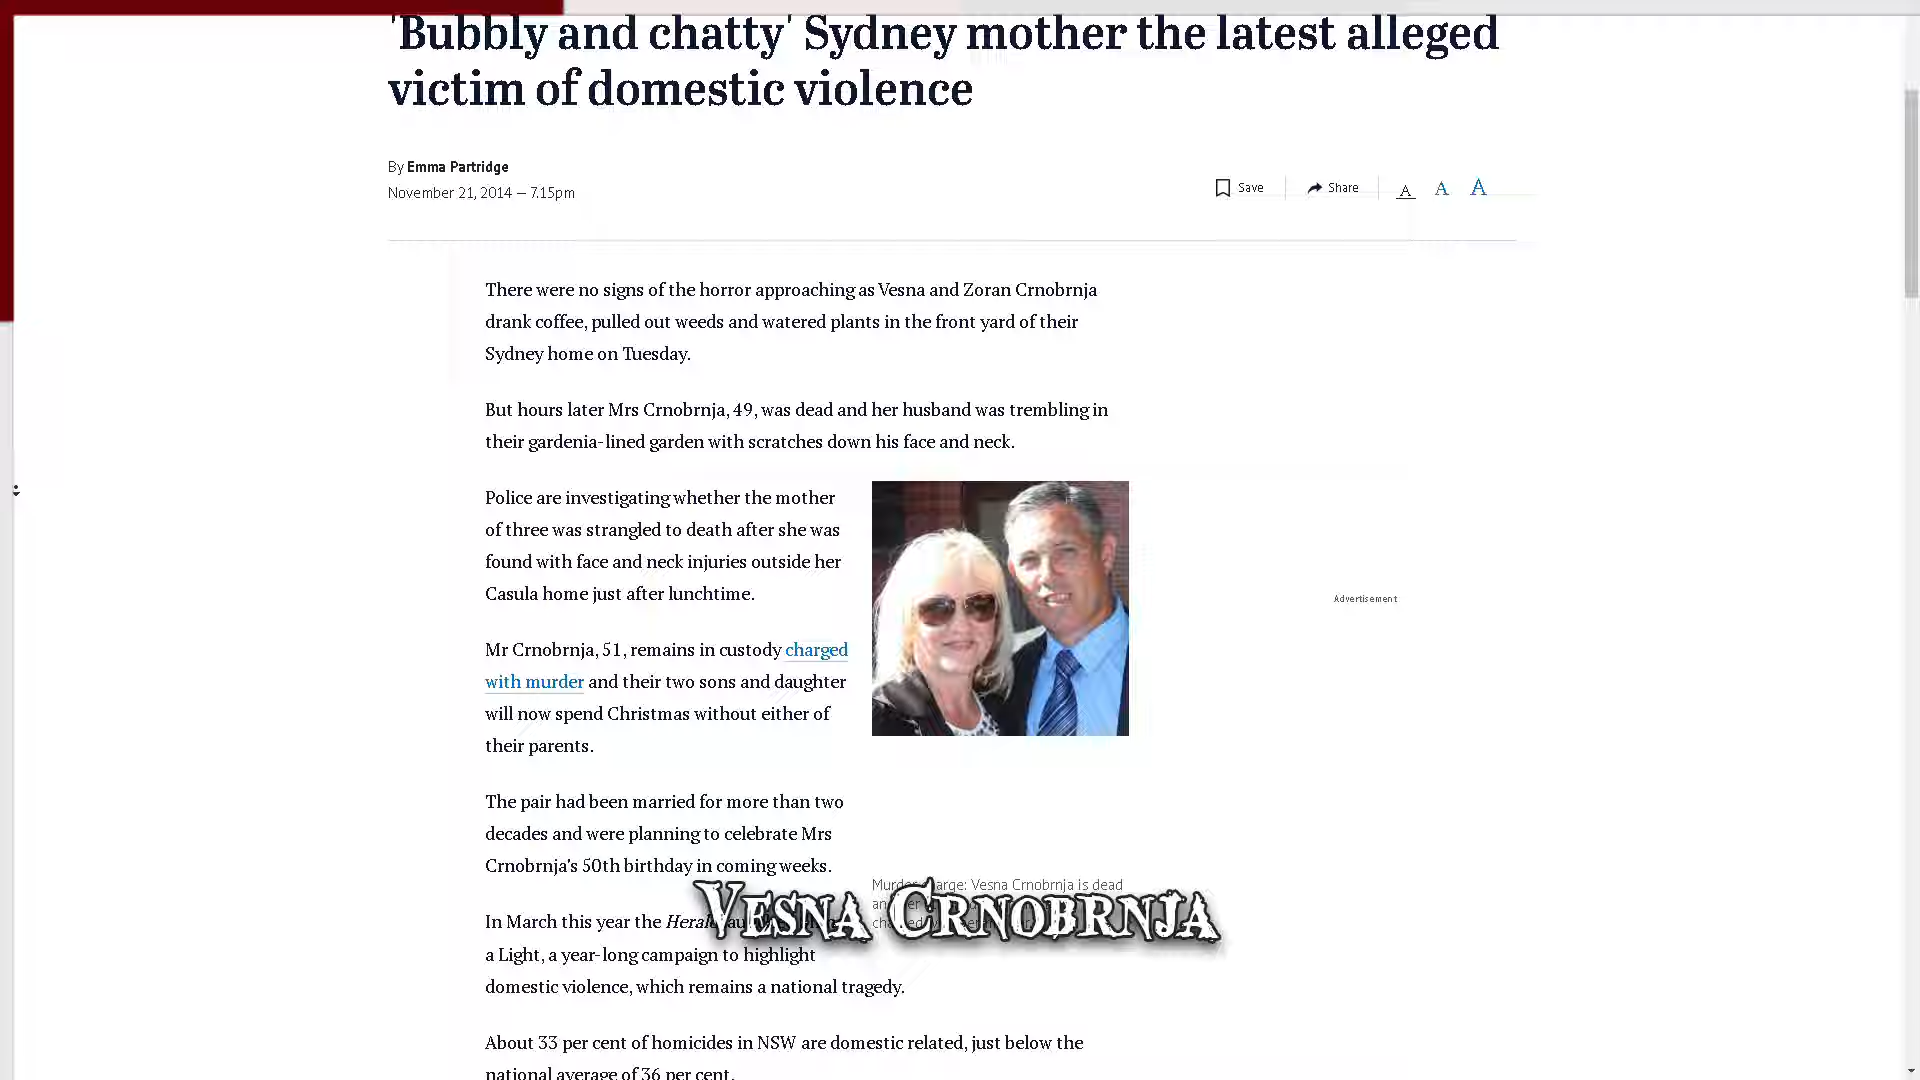 'Bubbly and chatty' Sydney mother the latest alleged
victim of domestic violence
By Emma Partridge
November 21, 2014 — 7.15pm
Save
Share
A A A
There were no signs of the horror approaching as Vesna and Zoran Crnobrnja
drank coffee, pulled out weeds and watered plants in the front yard of their
Sydney home on Tuesday.
But hours later Mrs Crnobrnja, 49, was dead and her husband was trembling in
their gardenia-lined garden with scratches down his face and neck.
Police are investigating whether the mother
of three was strangled to death after she was
found with face and neck injuries outside her
Casula home just after lunchtime.
Advertisement
Mr Crnobrnja, 51, remains in custody charged
with murder and their two sons and daughter
will now spend Christmas without either of
their parents.
The pair had been married for more than two
decades and were planning to celebrate Mrs
Crnobrnja's 50th birthday in coming weeks.
Vesna Crnobrnja is dead
Vesna Crnobrnja
In March this year the Herald
a Light, a year-long campaign to highlight
domestic violence, which remains a national tragedy.
About 33 per cent of homicides in NSW are domestic related, just below the
national average of 36 per cent.